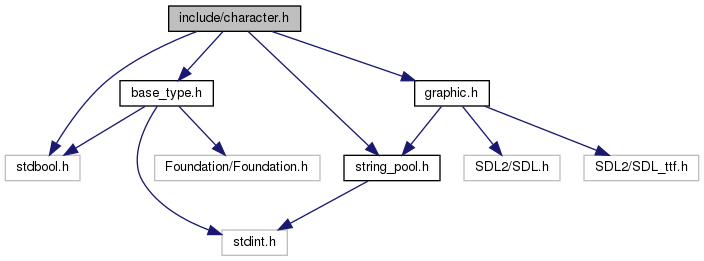 include/character.h
base_type.h
graphic.h
stdbool.h
Foundation/Foundation.h
string_pool.h
SDL2/SDL.h
SDL2/SDL_ttf.h
stdint.h